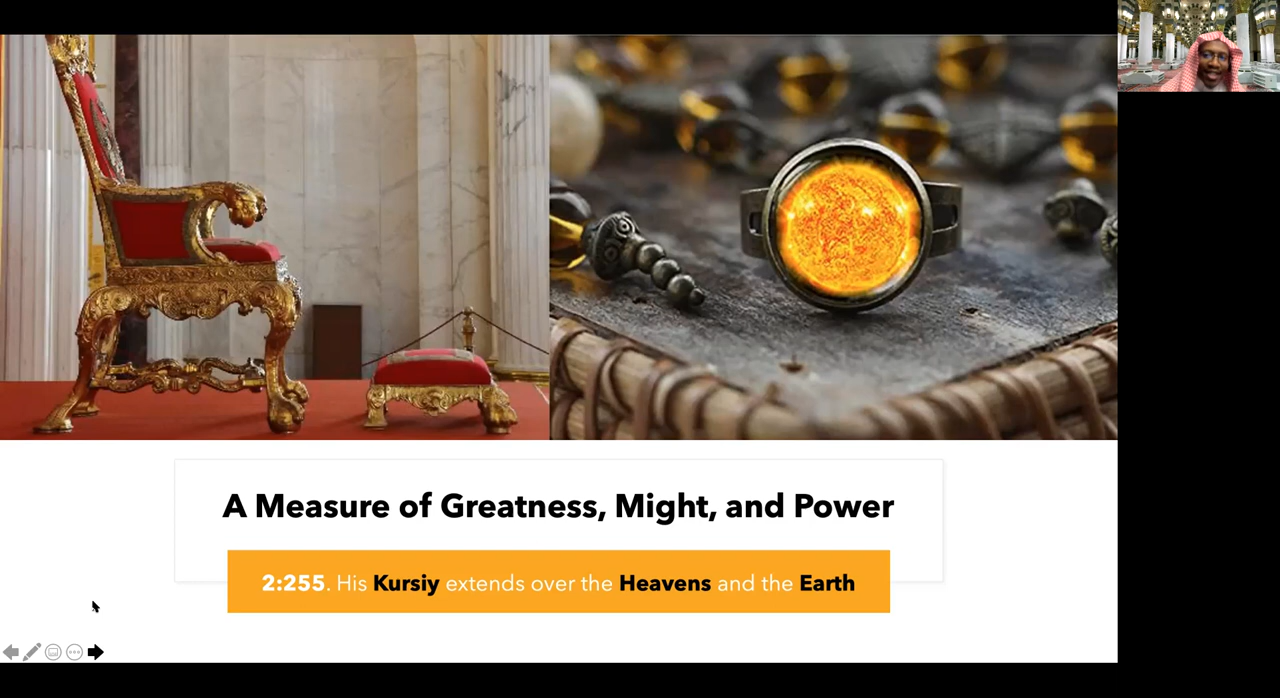 A Measure of Greatness, Might, and Power
2:255. His Kursiy extends over the Heavens and the Earth